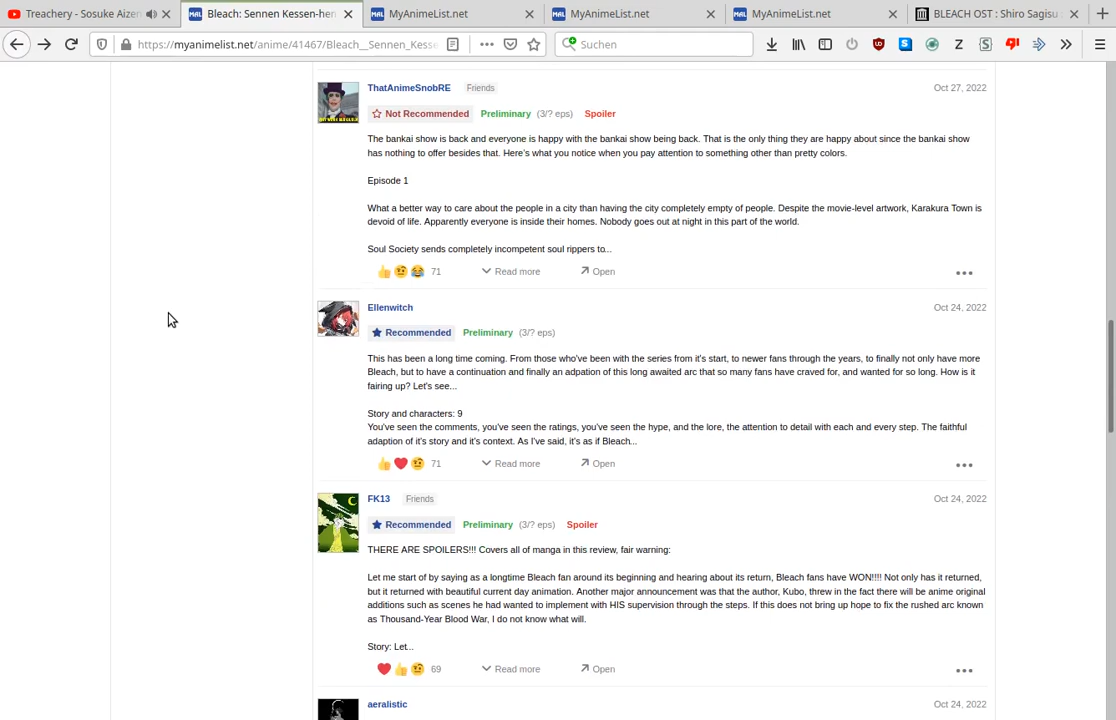 Treachery - Sosuke Aizen
Bleach: Sennen Kessen-hen
MyAnimeList.net
MyAnimeList.net
MyAnimeList.net
BLEACH OST : Shiro Sagisu
https://myanimelist.net/anime/41467/Bleach__Sennen_Kesse
Suchen
ThatAnimeSnobRE Friends Oct 27, 2022
Not Recommended Preliminary (3/? eps) Spoiler
The bankai show is back and everyone is happy with the bankai show being back. That is the only thing they are happy about since the bankai show
has nothing to offer besides that. Here's what you notice when you pay attention to something other than pretty colors.
Episode 1
What a better way to care about the people in a city than having the city completely empty of people. Despite the movie-level artwork, Karakura Town is
devoid of life. Apparently everyone is inside their homes. Nobody goes out at night in this part of the world.
Soul Society sends completely incompetent soul rippers to...
71 Read more Open
Ellenwitch Oct 24, 2022
Recommended Preliminary (3/? eps)
This has been a long time coming. From those who've been with the series from it's start, to newer fans through the years, to finally not only have more
Bleach, but to have a continuation and finally an adpation of this long awaited arc that so many fans have craved for, and wanted for so long. How is it
fairing up? Let's see...
Story and characters: 9
You've seen the comments, you've seen the ratings, you've seen the hype, and the lore, the attention to detail with each and every step. The faithful
adaption of it's story and it's context. As I've said, it's as if Bleach...
71 Read more Open
FK13 Friends Oct 24, 2022
Recommended Preliminary (3/? eps) Spoiler
THERE ARE SPOILERS!!! Covers all of manga in this review, fair warning:
Let me start of by saying as a longtime Bleach fan around its beginning and hearing about its return, Bleach fans have WON!!!! Not only has it returned,
but it returned with beautiful current day animation. Another major announcement was that the author, Kubo, threw in the fact there will be anime original
additions such as scenes he had wanted to implement with HIS supervision through the steps. If this does not bring up hope to fix the rushed arc known
as Thousand-Year Blood War, I do not know what will.
Story: Let...
69 Read more Open
aeralistic Oct 24, 2022